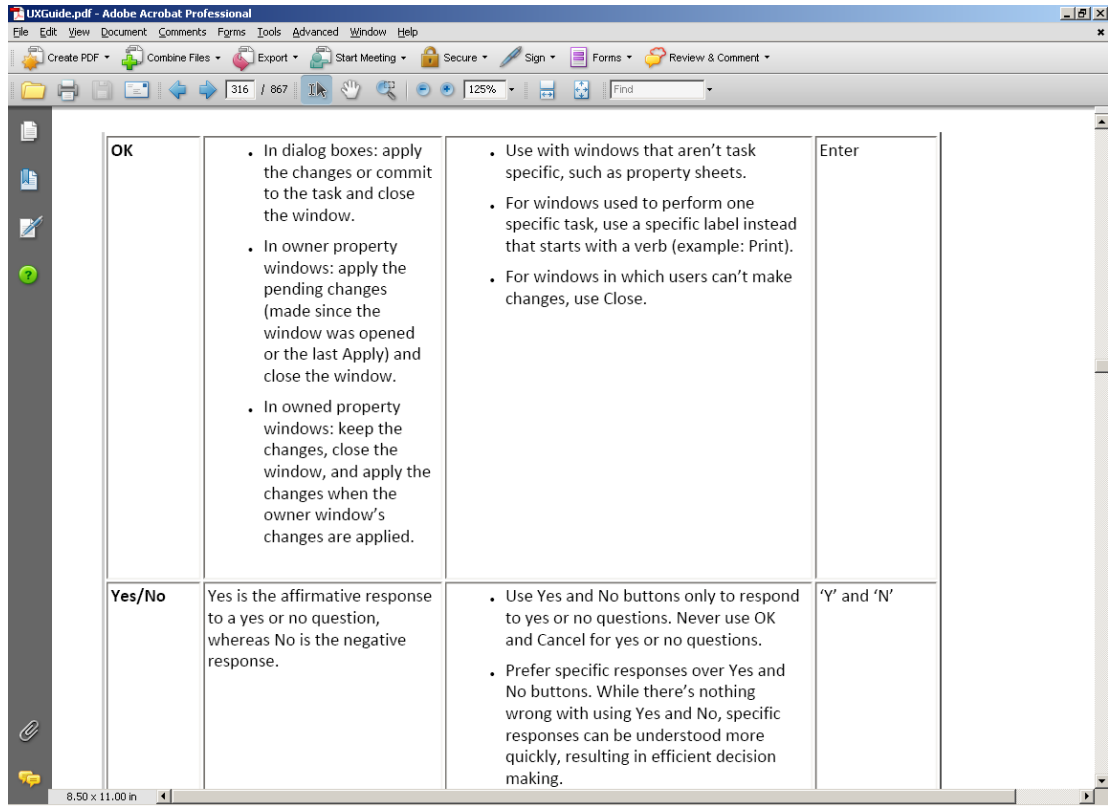 UXGuide.pdf - Adobe Acrobat Professional
File Edit View Document Comments Forms Tools Advanced Window Help
Create PDF Combine Files Export Start Meeting Secure Sign Forms Review & Comment
316 / 867 125% Find
OK
• In dialog boxes: apply
the changes or commit
to the task and close
the window.
• In owner property
windows: apply the
pending changes
(made since the
window was opened
or the last Apply) and
close the window.
• In owned property
windows: keep the
changes, close the
window, and apply the
changes when the
owner window’s
changes are applied.
• Use with windows that aren’t task
specific, such as property sheets.
• For windows used to perform one
specific task, use a specific label instead
that starts with a verb (example: Print).
• For windows in which users can’t make
changes, use Close.
Enter
Yes/No
Yes is the affirmative response
to a yes or no question,
whereas No is the negative
response.
• Use Yes and No buttons only to respond
to yes or no questions. Never use OK
and Cancel for yes or no questions.
• Prefer specific responses over Yes and
No buttons. While there’s nothing
wrong with using Yes and No, specific
responses can be understood more
quickly, resulting in efficient decision
making.
‘Y’ and ‘N’
8.50 x 11.00 in